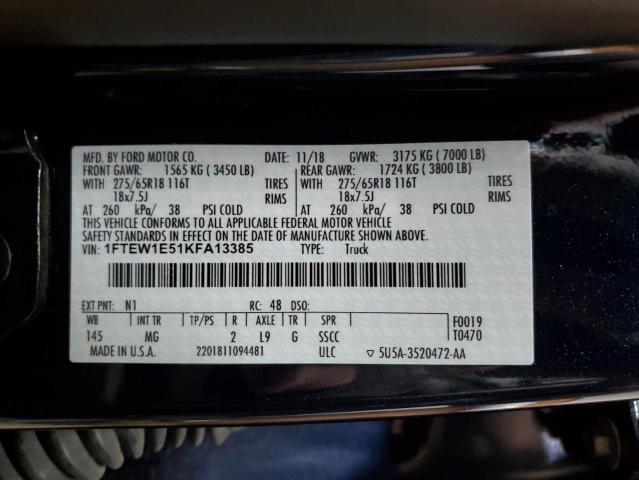 MFD. BY FORD MOTOR CO. DATE: 11/18 GVWR: 3175 KG ( 7000 LB)
FRONT GAWR: 1565 KG ( 3450 LB) REAR GAWR: 1724 KG ( 3800 LB)
WITH 275/65R18 116T TIRES WITH 275/65R18 116T TIRES
18x7.5J RIMS 18x7.5J RIMS
AT 260 kPa/ 38 PSI COLD AT 260 kPa/ 38 PSI COLD
THIS VEHICLE CONFORMS TO ALL APPLICABLE FEDERAL MOTOR VEHICLE
SAFETY STANDARDS IN EFFECT ON THE DATE OF MANUFACTURE SHOWN ABOVE.
VIN: 1FTEW1E51KFA13385 TYPE: Truck
EXT PNT: N1 RC: 48 DSO:
WB INT TR TP/PS R AXLE TR SPR F0019
145 MG 2 L9 G SSCC T0470
MADE IN U.S.A. 2201811094481 ULC ▽ 5U5A-3520472-AA